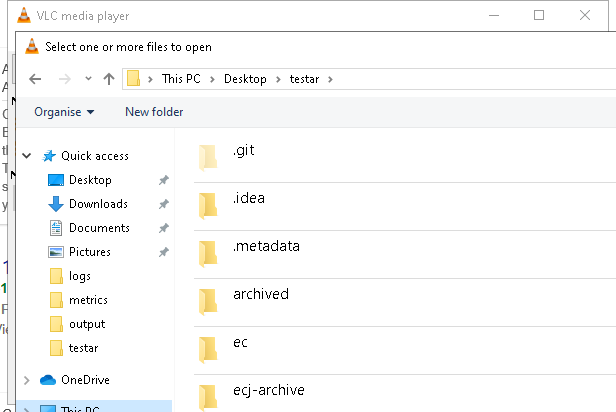 VLC media player
Select one or more files to open
This PC > Desktop > testar >
Organise New folder
Quick access
Desktop
Downloads
Documents
Pictures
logs
metrics
output
testar
OneDrive
This PC
.git
.idea
.metadata
archived
ec
ecj-archive